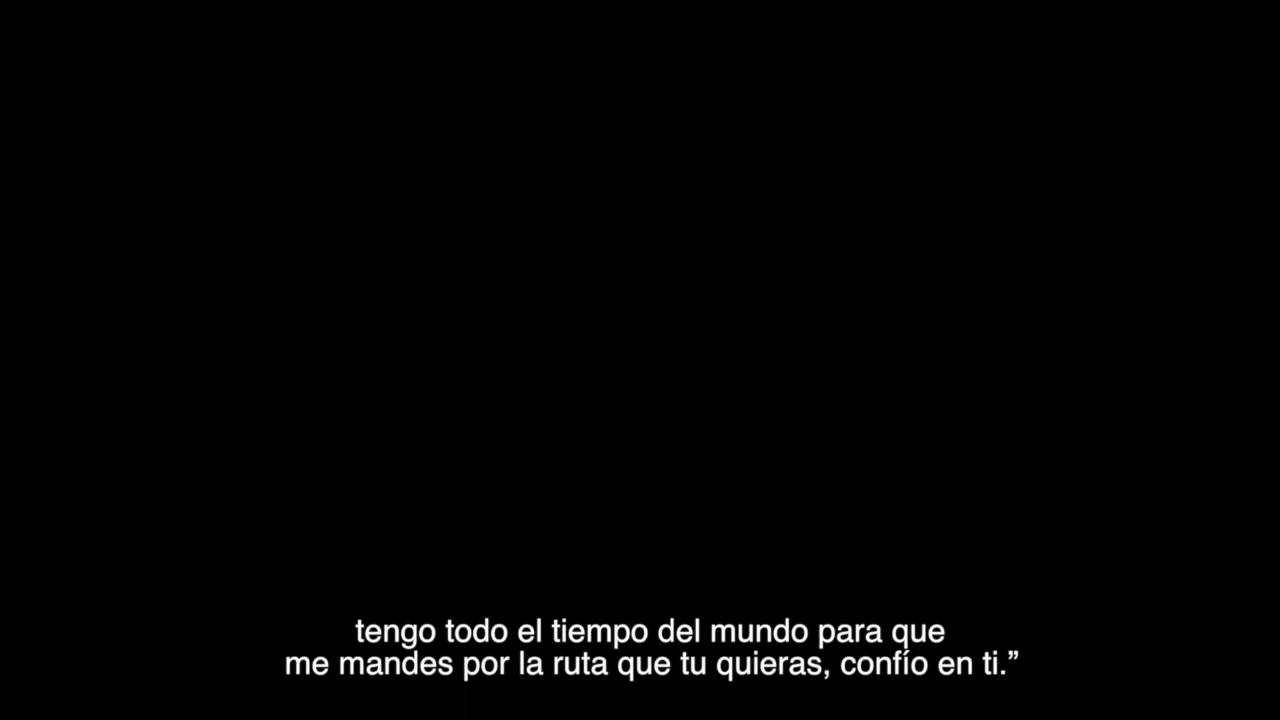 tengo todo el tiempo del mundo para que
me mandes por la ruta que tu quieras, confío en ti.”